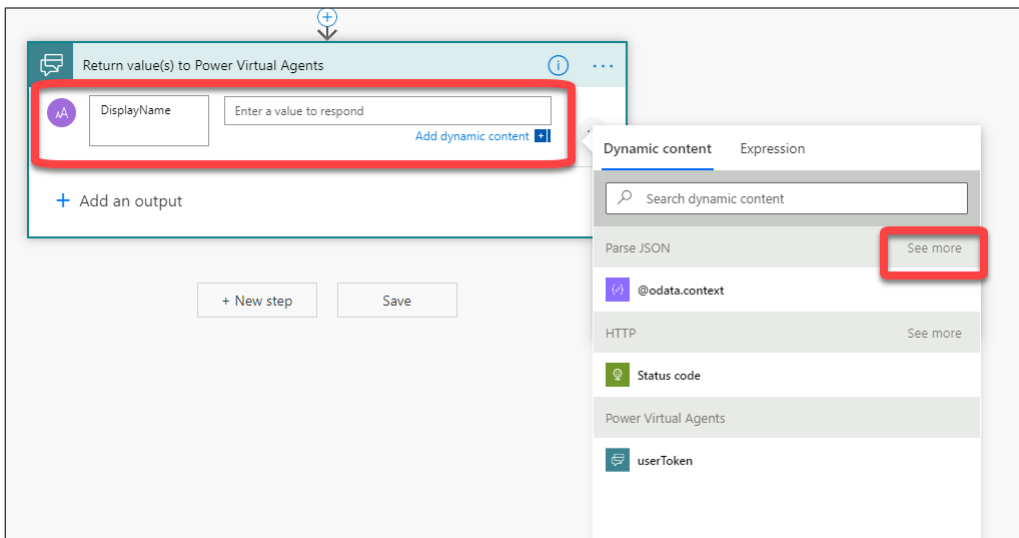 Return value(s) to Power Virtual Agents
DisplayName
Enter a value to respond
Add dynamic content
+ Add an output
+ New step
Save
Dynamic content
Expression
Search dynamic content
Parse JSON
See more
@odata.context
HTTP
See more
Status code
Power Virtual Agents
userToken